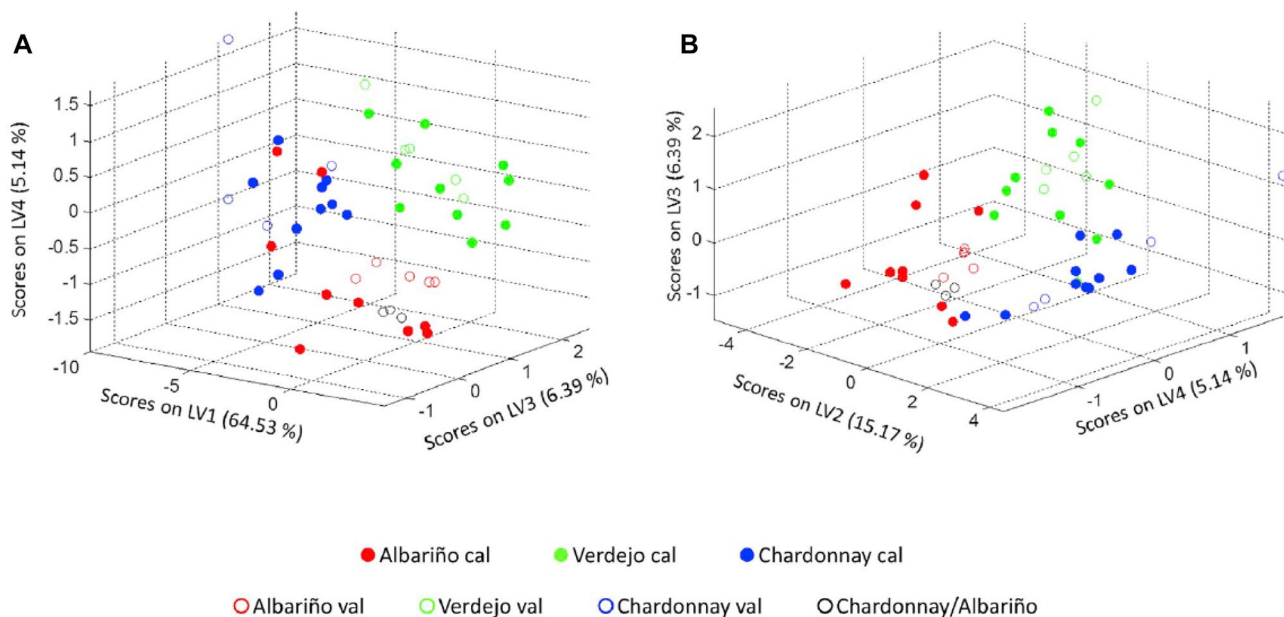 A
Scores on LV4 (5.14 %)
1.5
1
0.5
0
-0.5
-1
-1.5
-10
-5
0
Scores on LV1 (64.53 %)
-1
0
1
2
Scores on LV3 (6.39 %)
B
Scores on LV3 (6.39 %)
2
1
0
-1
-4
-2
0
2
4
Scores on LV2 (15.17 %)
-1
0
1
Scores on LV4 (5.14 %)
Albariño cal Verdejo cal Chardonnay cal
Albariño val Verdejo val Chardonnay val Chardonnay/Albariño